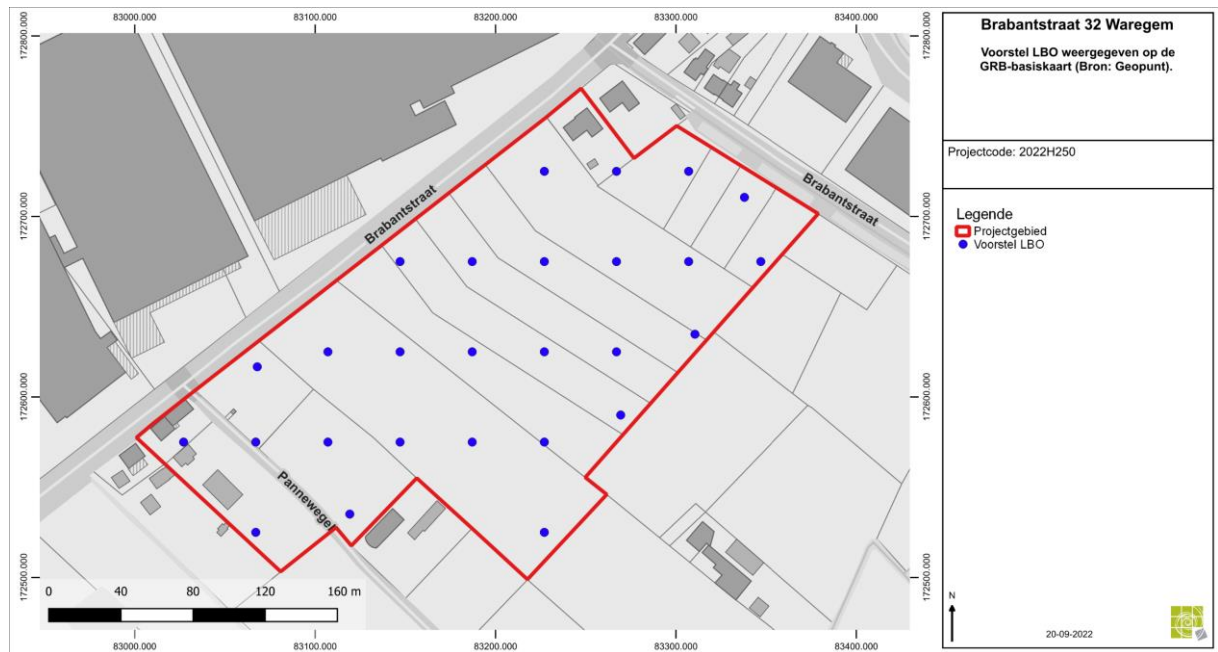 83000.000 83100.000 83200.000 83300.000 83400.000
172800.000 172800.000
Brabantstraat
Brabantstraat
172700.000 172700.000
172600.000 172600.000
Pannewegel
172500.000 172500.000
0 40 80 120 160 m
83000.000 83100.000 83200.000 83300.000 83400.000
Brabantstraat 32 Waregem
Voorstel LBO weergegeven op de
GRB-basiskaart (Bron: Geopunt).
Projectcode: 2022H250
Legende
Projectgebied
Voorstel LBO
N
20-09-2022